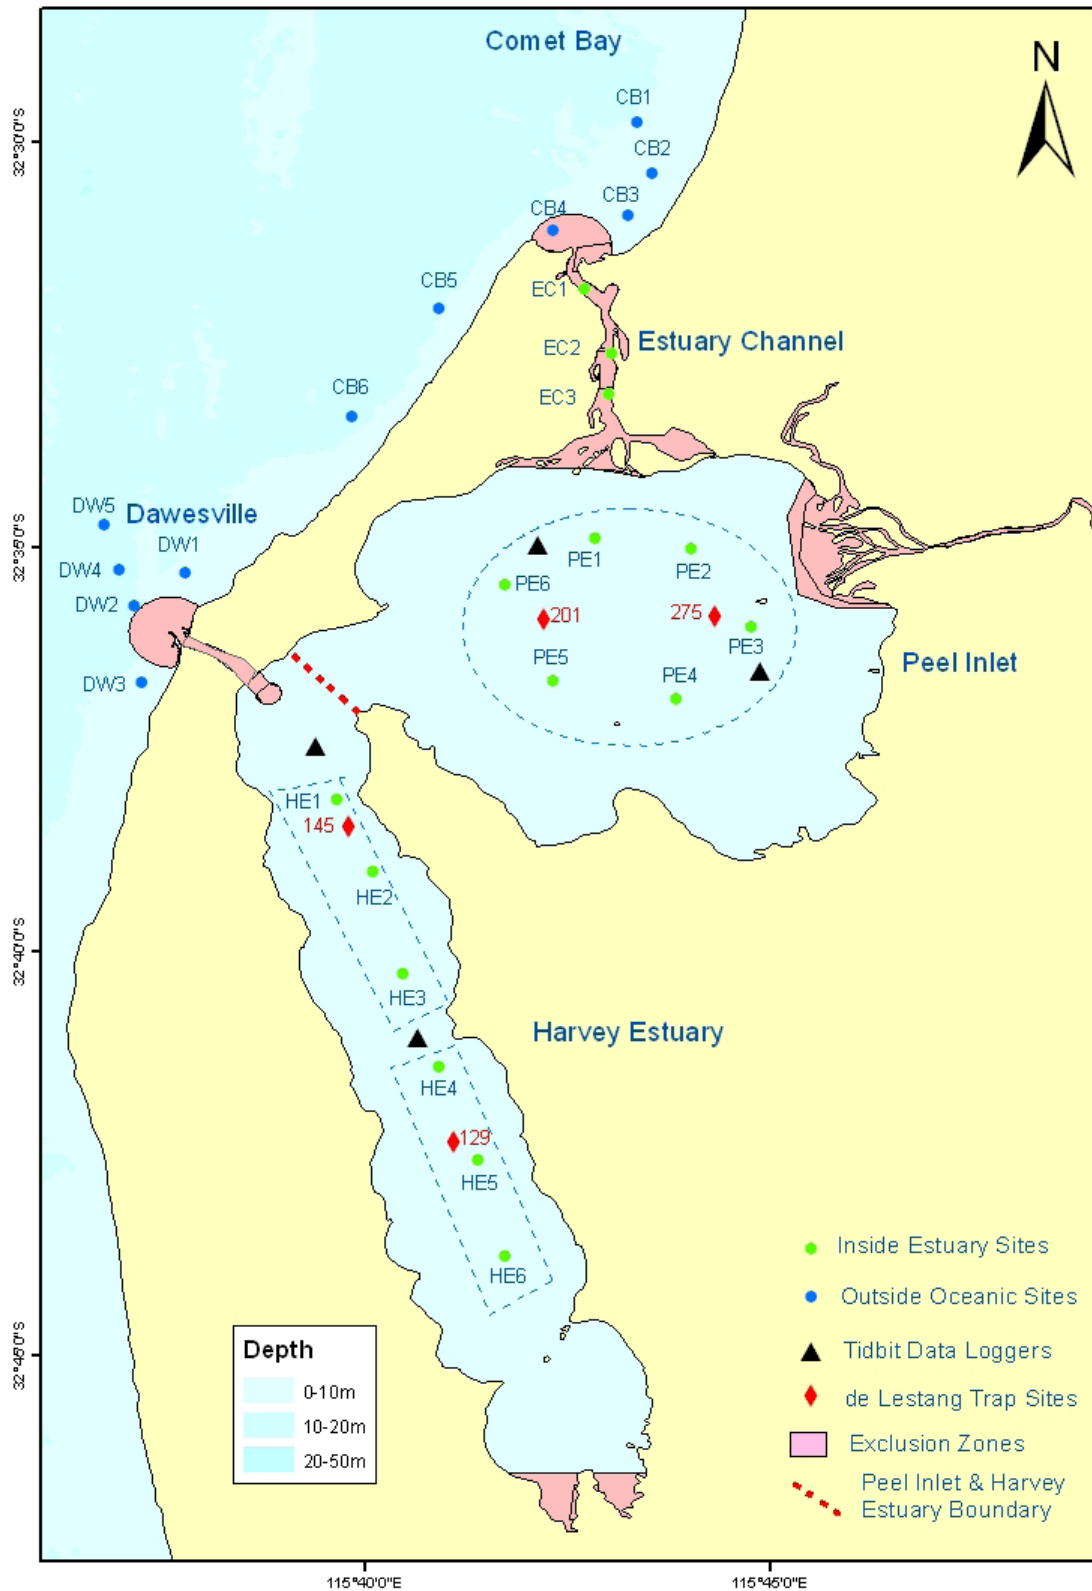 Comet Bay
N
CB1
32°30'0"S
CB2
CB3
CB4
EC1
CB5
Estuary Channel
EC2
CB6
EC3
DW5
Dawesville
DW1
32°35'0"S
PE1
PE2
DW4
PE6
DW2
201
275
PE3
Peel Inlet
PE5
PE4
DW3
HE1
145
HE2
32°40'0"S
HE3
Harvey Estuary
HE4
129
HE5
HE6
32°45'0"S
Inside Estuary Sites
Outside Oceanic Sites
Tidbit Data Loggers
de Lestang Trap Sites
Exclusion Zones
Peel Inlet & Harvey
Estuary Boundary
Depth
0-10m
10-20m
20-50m
115°40'0"E
115°45'0"E